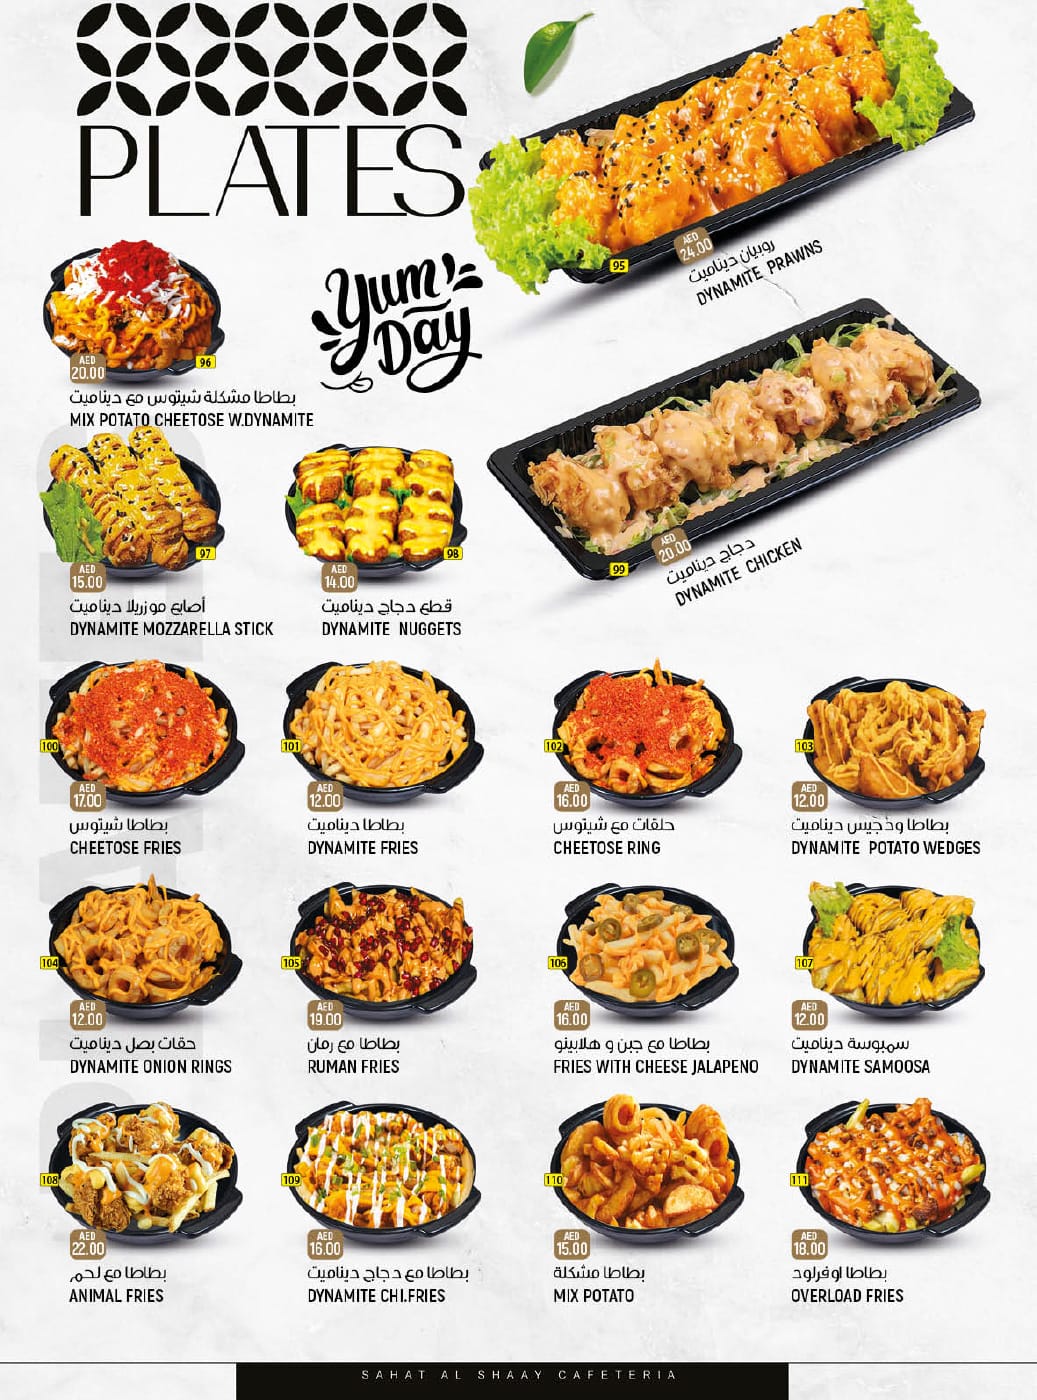 PLATES
Yum Day
95
AED
24.00
روبيان ديناميت
DYNAMITE PRAWNS
AED
20.00
96
بطاطا مشكلة شيتوس مع ديناميت
MIX POTATO CHEETOSE W.DYNAMITE
99
AED
20.00
دجاج ديناميت
DYNAMITE CHICKEN
97
AED
15.00
أصابع موزريلا ديناميت
DYNAMITE MOZZARELLA STICK
98
AED
14.00
قطع دجاج ديناميت
DYNAMITE NUGGETS
100
AED
17.00
بطاطا شيتوس
CHEETOSE FRIES
101
AED
12.00
بطاطا ديناميت
DYNAMITE FRIES
102
AED
16.00
حلقات مع شيتوس
CHEETOSE RING
103
AED
12.00
بطاطا ودجيس ديناميت
DYNAMITE POTATO WEDGES
104
AED
12.00
حقات بصل ديناميت
DYNAMITE ONION RINGS
105
AED
19.00
بطاطا مع رمان
RUMAN FRIES
106
AED
16.00
بطاطا مع جبن و هلابينو
FRIES WITH CHEESE JALAPENO
107
AED
12.00
سمبوسة ديناميت
DYNAMITE SAMOOSA
108
AED
22.00
بطاطا مع لحم
ANIMAL FRIES
109
AED
16.00
بطاطا مع دجاج ديناميت
DYNAMITE CHI.FRIES
110
AED
15.00
بطاطا مشكلة
MIX POTATO
111
AED
18.00
بطاطا اوفرلود
OVERLOAD FRIES
SAHAT AL SHAAY CAFETERIA